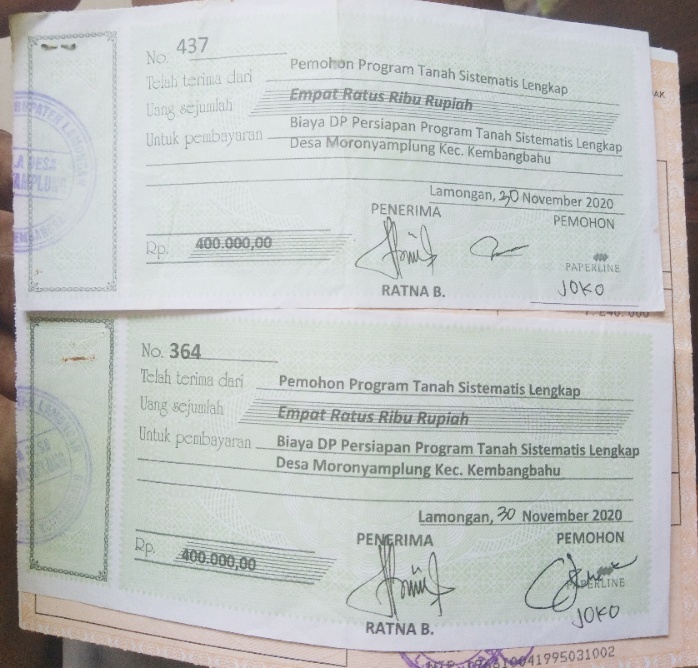 No. 437
Telah terima dari Pemohon Program Tanah Sistematis Lengkap
Uang sejumlah Empat Ratus Ribu Rupiah
Untuk pembayaran Biaya DP Persiapan Program Tanah Sistematis Lengkap
Desa Moronyamplung Kec. Kembangbahu
Lamongan, 30 November 2020
PENERIMA PEMOHON
Rp. 400.000,00
PAPERLINE
RATNA B. JOKO
No. 364
Telah terima dari Pemohon Program Tanah Sistematis Lengkap
Uang sejumlah Empat Ratus Ribu Rupiah
Untuk pembayaran Biaya DP Persiapan Program Tanah Sistematis Lengkap
Desa Moronyamplung Kec. Kembangbahu
Lamongan, 30 November 2020
PENERIMA PEMOHON
Rp. 400.000,00
PAPERLINE
RATNA B. JOKO